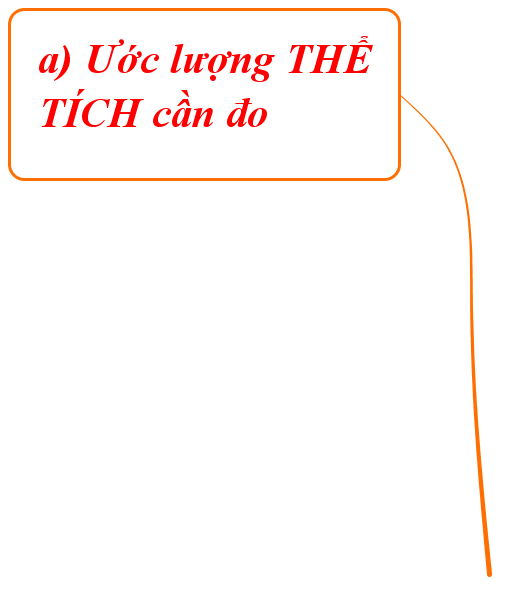 a) Ước lượng THỂ
TÍCH cần đo